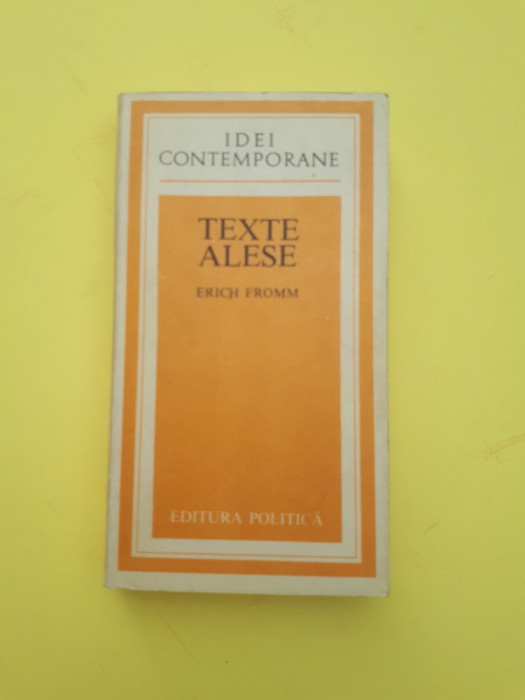 IDEI
CONTEMPORANE
TEXTE
ALESE
ERICH FROMM
EDITURA POLITICĂ